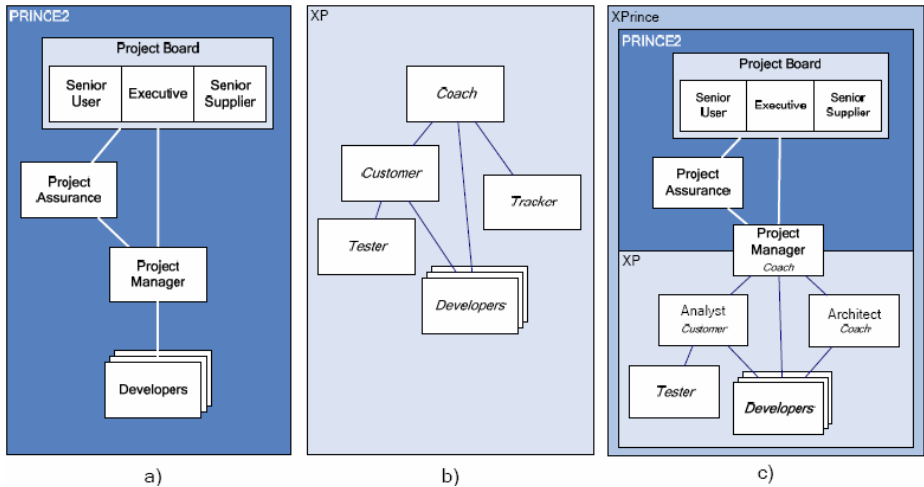 PRINCE2
Project Board
Senior
User
Executive
Senior
Supplier
Project
Assurance
Project
Manager
Developers
a)
XP
Coach
Customer
Tracker
Tester
Developers
b)
XPrince
PRINCE2
Project Board
Senior
User
Executive
Senior
Supplier
Project
Assurance
Project
Manager
Coach
XP
Analyst
Customer
Architect
Coach
Tester
Developers
c)